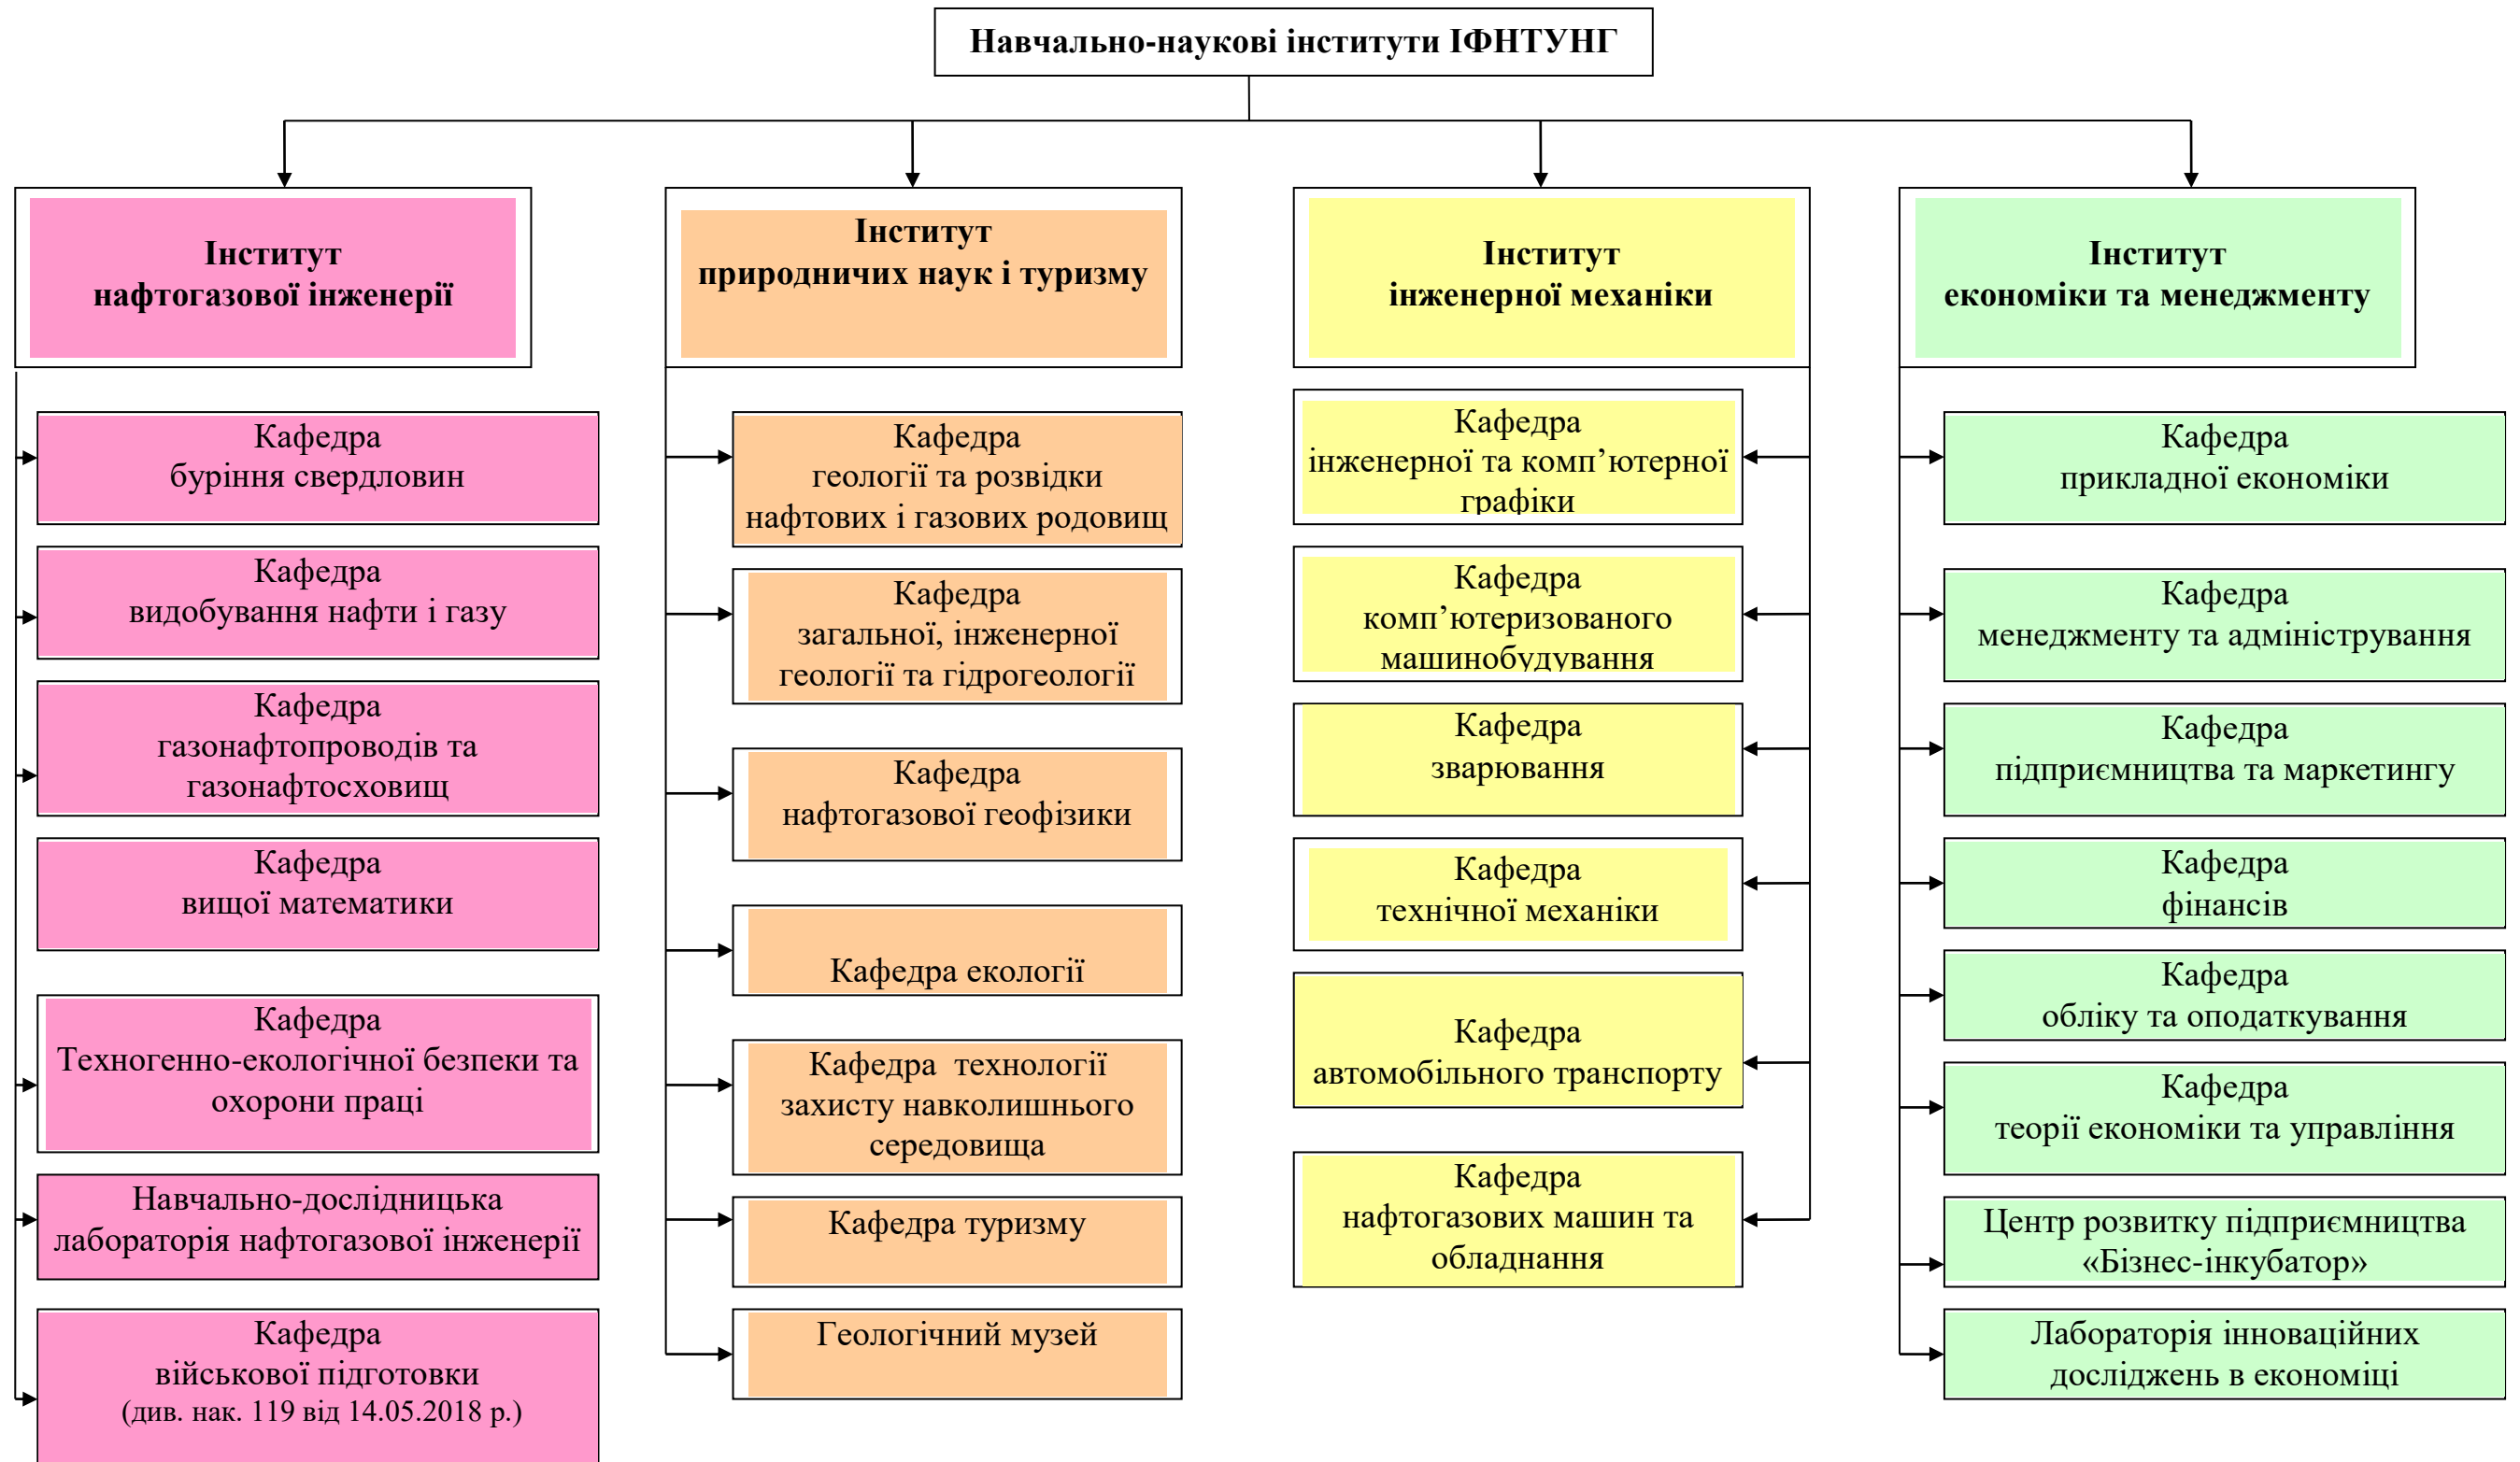 Навчально-наукові інститути ІФНТУНГ
Інститут
нафтогазової інженерії
Кафедра
буріння свердловин
Кафедра
видобування нафти і газу
Кафедра
газонафтопроводів та
газонафтосховищ
Кафедра
вищої математики
Кафедра
Техногенно-екологічної безпеки та
охорони праці
Навчально-дослідницька
лабораторія нафтогазової інженерії
Кафедра
військової підготовки
(див. нак. 119 від 14.05.2018 р.)
Інститут
природничих наук і туризму
Кафедра
геології та розвідки
нафтових і газових родовищ
Кафедра
загальної, інженерної
геології та гідрогеології
Кафедра
нафтогазової геофізики
Кафедра екології
Кафедра технології
захисту навколишнього
середовища
Кафедра туризму
Геологічний музей
Інститут
інженерної механіки
Кафедра
інженерної та комп’ютерної
графіки
Кафедра
комп’ютеризованого
машинобудування
Кафедра
зварювання
Кафедра
технічної механіки
Кафедра
автомобільного транспорту
Кафедра
нафтогазових машин та
обладнання
Інститут
економіки та менеджменту
Кафедра
прикладної економіки
Кафедра
менеджменту та адміністрування
Кафедра
підприємництва та маркетингу
Кафедра
фінансів
Кафедра
обліку та оподаткування
Кафедра
теорії економіки та управління
Центр розвитку підприємництва
«Бізнес-інкубатор»
Лабораторія інноваційних
досліджень в економіці